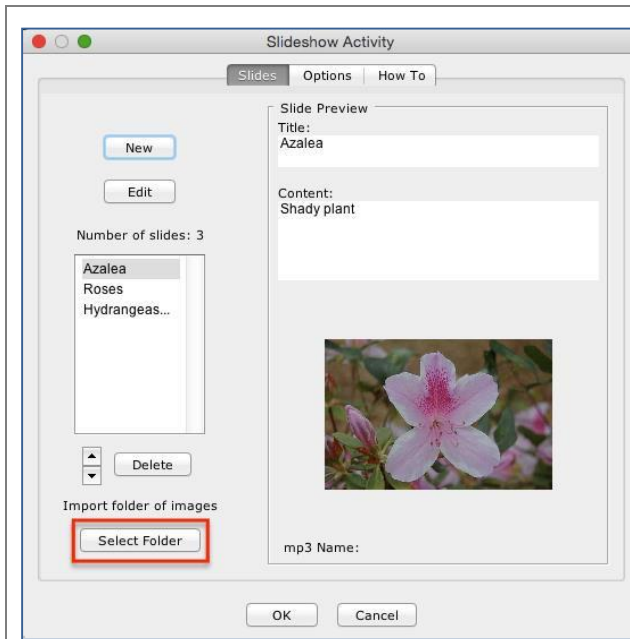 Slideshow Activity
Slides Options How To
New
Edit
Number of slides: 3
Azalea
Roses
Hydrangeas...
Delete
Import folder of images
Select Folder
Slide Preview
Title:
Azalea
Content:
Shady plant
mp3 Name:
OK Cancel